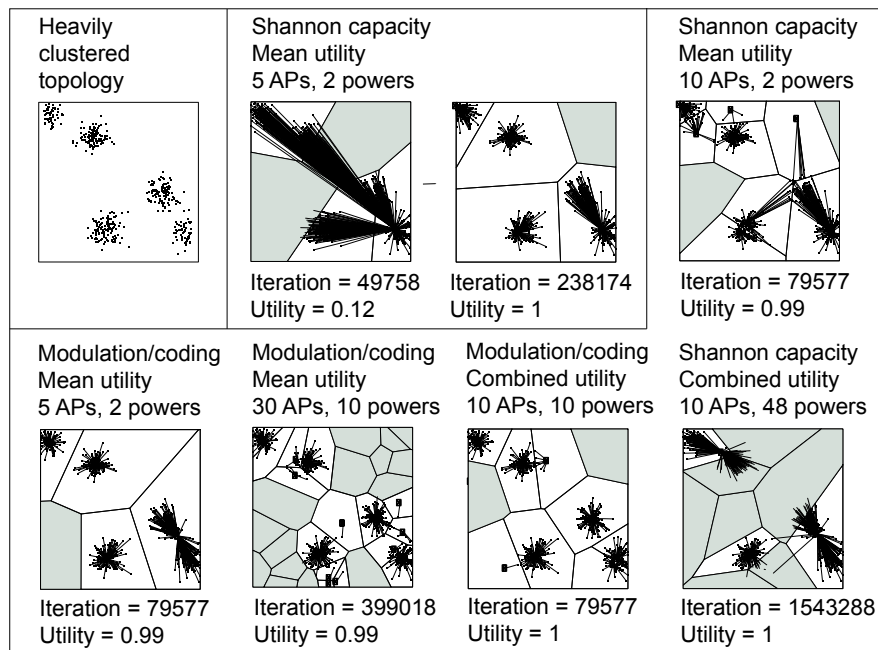 Heavily
clustered
topology
Shannon capacity
Mean utility
5 APs, 2 powers
Iteration = 49758
Utility = 0.12
Iteration = 238174
Utility = 1
Shannon capacity
Mean utility
10 APs, 2 powers
Iteration = 79577
Utility = 0.99
Modulation/coding
Mean utility
5 APs, 2 powers
Iteration = 79577
Utility = 0.99
Modulation/coding
Mean utility
30 APs, 10 powers
Iteration = 399018
Utility = 0.99
Modulation/coding
Combined utility
10 APs, 10 powers
Iteration = 79577
Utility = 1
Shannon capacity
Combined utility
10 APs, 48 powers
Iteration = 1543288
Utility = 1